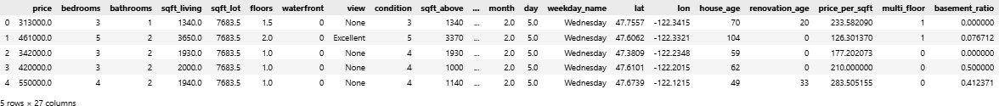 price bedrooms bathrooms sqft_living sqft_lot floors waterfront view condition sqft_above ... month day weekday_name lat lon house_age renovation_age price_per_sqft multi_floor basement_ratio
0 313000.0 3 1 1340.0 7683.5 1.5 0 None 3 1340 ... 2.0 5.0 Wednesday 47.7557 -122.3415 70 20 233.582090 1 0.000000
1 461000.0 5 2 3650.0 7683.5 2.0 0 Excellent 5 3370 ... 2.0 5.0 Wednesday 47.6062 -122.3321 104 0 126.301370 1 0.076712
2 342000.0 3 2 1930.0 7683.5 1.0 0 None 4 1930 ... 2.0 5.0 Wednesday 47.3809 -122.2348 59 0 177.202073 0 0.000000
3 420000.0 3 2 2000.0 7683.5 1.0 0 None 4 1000 ... 2.0 5.0 Wednesday 47.6101 -122.2015 62 0 210.000000 0 0.500000
4 550000.0 4 2 1940.0 7683.5 1.0 0 None 4 1140 ... 2.0 5.0 Wednesday 47.6739 -122.1215 49 33 283.505155 0 0.412371
5 rows × 27 columns